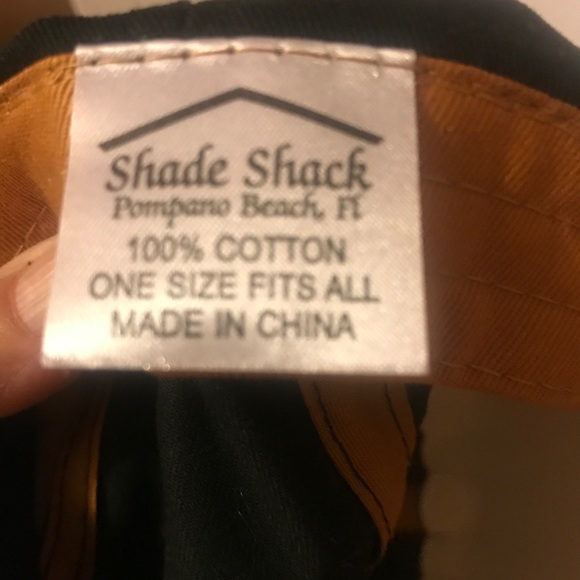 Shade Shack
Pompano Beach, Fl
100% COTTON
ONE SIZE FITS ALL
MADE IN CHINA